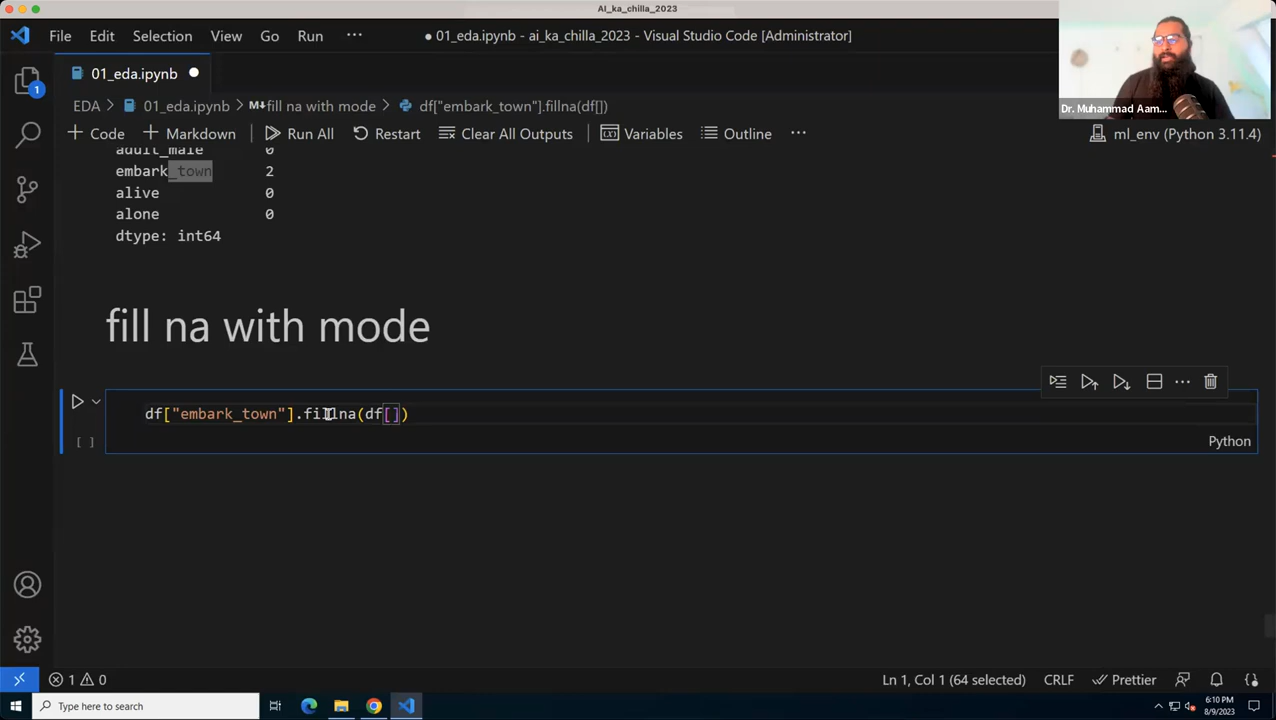 AI_ka_chilla_2023
File Edit Selection View Go Run ···
● 01_eda.ipynb - ai_ka_chilla_2023 - Visual Studio Code [Administrator]
01_eda.ipynb
EDA > 01_eda.ipynb > M↓fill na with mode > df["embark_town"].fillna(df[])
+ Code + Markdown Run All Restart Clear All Outputs Variables Outline ··· ml_env (Python 3.11.4)
Dr. Muhammad Aam...
1
adult_male 0
embark_town 2
alive 0
alone 0
dtype: int64
fill na with mode
df["embark_town"].fillna(df[])
[ ]
Python
1 0
Ln 1, Col 1 (64 selected) CRLF Prettier
Type here to search
6:10 PM
8/9/2023